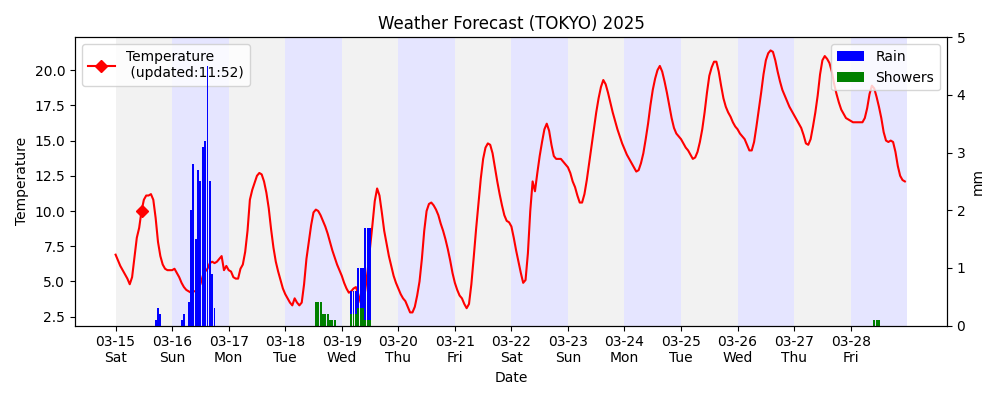 Weather Forecast (TOKYO) 2025
Temperature
(updated:11:52)
Rain
Showers
Temperature
20.0
17.5
15.0
12.5
10.0
7.5
5.0
2.5
5
4
3
2
1
0
mm
03-15 03-16 03-17 03-18 03-19 03-20 03-21 03-22 03-23 03-24 03-25 03-26 03-27 03-28
Sat Sun Mon Tue Wed Thu Fri Sat Sun Mon Tue Wed Thu Fri
Date